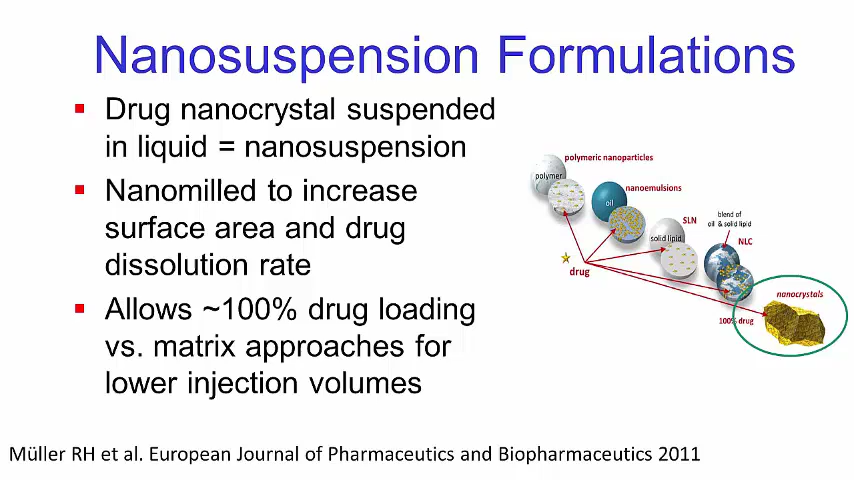 Nanosuspension Formulations
▪ Drug nanocrystal suspended
in liquid = nanosuspension
▪ Nanomilled to increase
surface area and drug
dissolution rate
▪ Allows ~100% drug loading
vs. matrix approaches for
lower injection volumes
polymeric nanoparticles
polymer
nanoemulsions
oil
SLN
solid lipid
blend of
oil & solid lipid
NLC
drug
nanocrystals
100% drug
Müller RH et al. European Journal of Pharmaceutics and Biopharmaceutics 2011